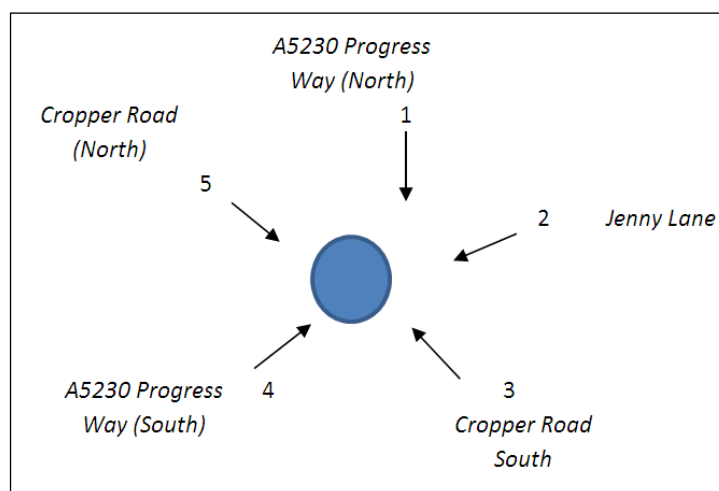 A5230 Progress
Way (North)
1
Cropper Road
(North)
5
2 Jenny Lane
A5230 Progress 4
Way (South)
3
Cropper Road
South